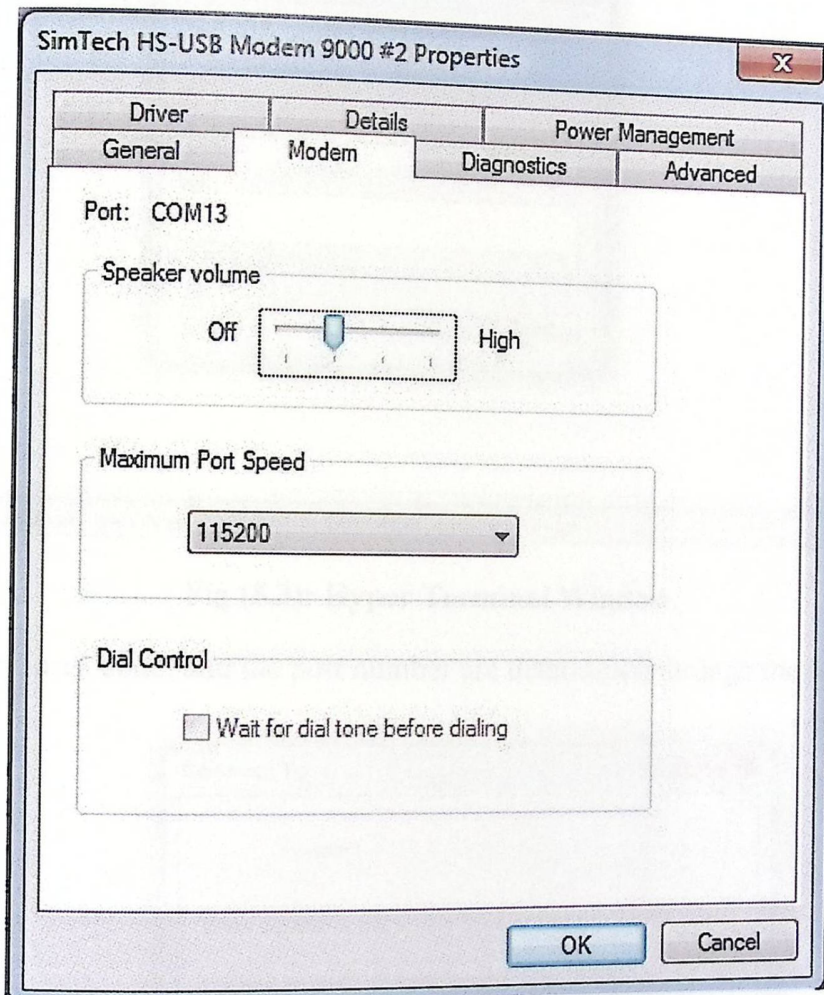 SimTech HS-USB Modem 9000 #2 Properties
Driver Details Power Management
General Modem Diagnostics Advanced
Port: COM13
Speaker volume
Off High
Maximum Port Speed
115200
Dial Control
Wait for dial tone before dialing
OK Cancel